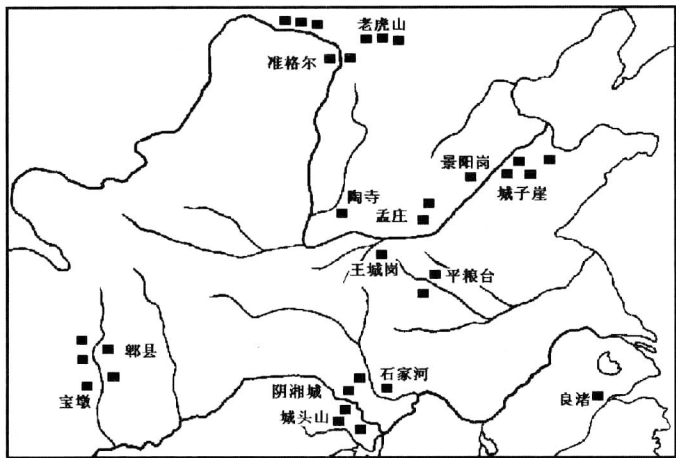 老虎山
准格尔
景阳岗
陶寺
城子崖
孟庄
王城岗
平粮台
郫县
宝墩
阴湘城
石家河
城头山
良渚